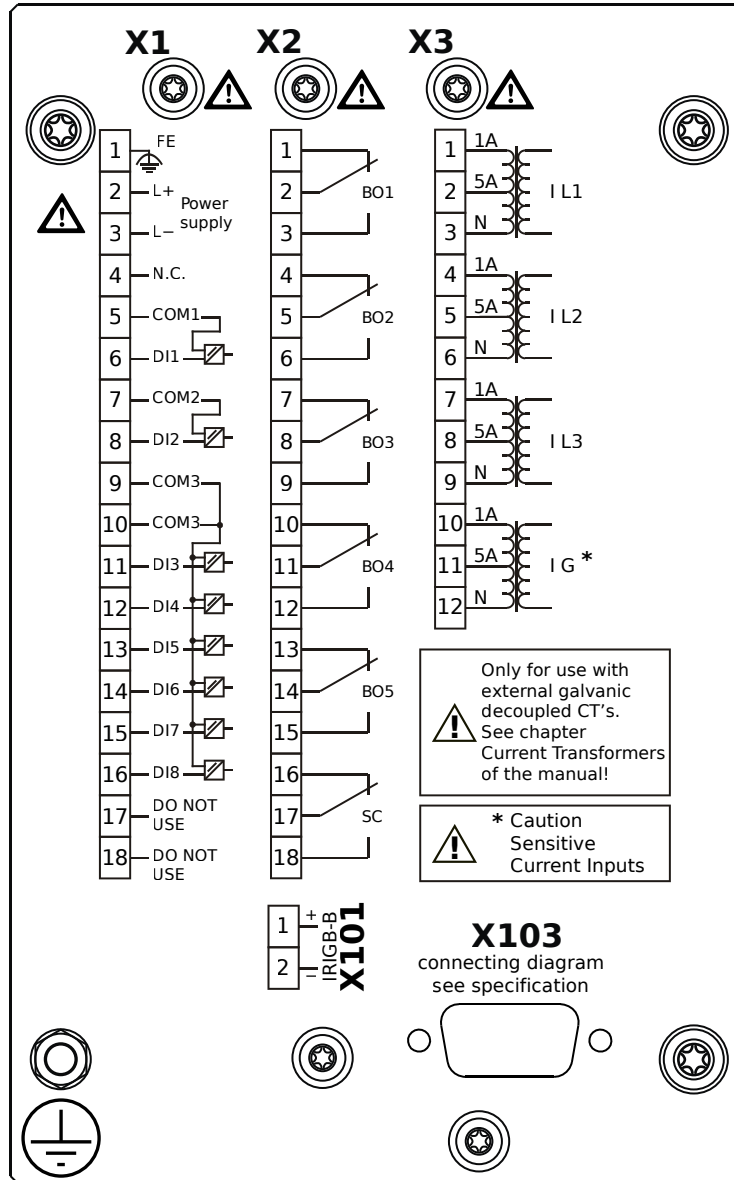 X1
X2
X3
1 FE
2 L+
Power
supply
3 L−
4 N.C.
5 COM1
6 DI1
7 COM2
8 DI2
9 COM3
10 COM3
11 DI3
12 DI4
13 DI5
14 DI6
15 DI7
16 DI8
17 DO NOT
USE
18 DO NOT
USE
1
2 BO1
3
4
5 BO2
6
7
8 BO3
9
10
11 BO4
12
13
14 BO5
15
16
17 SC
18
1 1A
2 5A I L1
3 N
4 1A
5 5A I L2
6 N
7 1A
8 5A I L3
9 N
10 1A
11 5A I G *
12 N
Only for use with
external galvanic
decoupled CT's.
See chapter
Current Transformers
of the manual!
* Caution
Sensitive
Current Inputs
1 +
2 −
IRIGB-B
X101
X103
connecting diagram
see specification